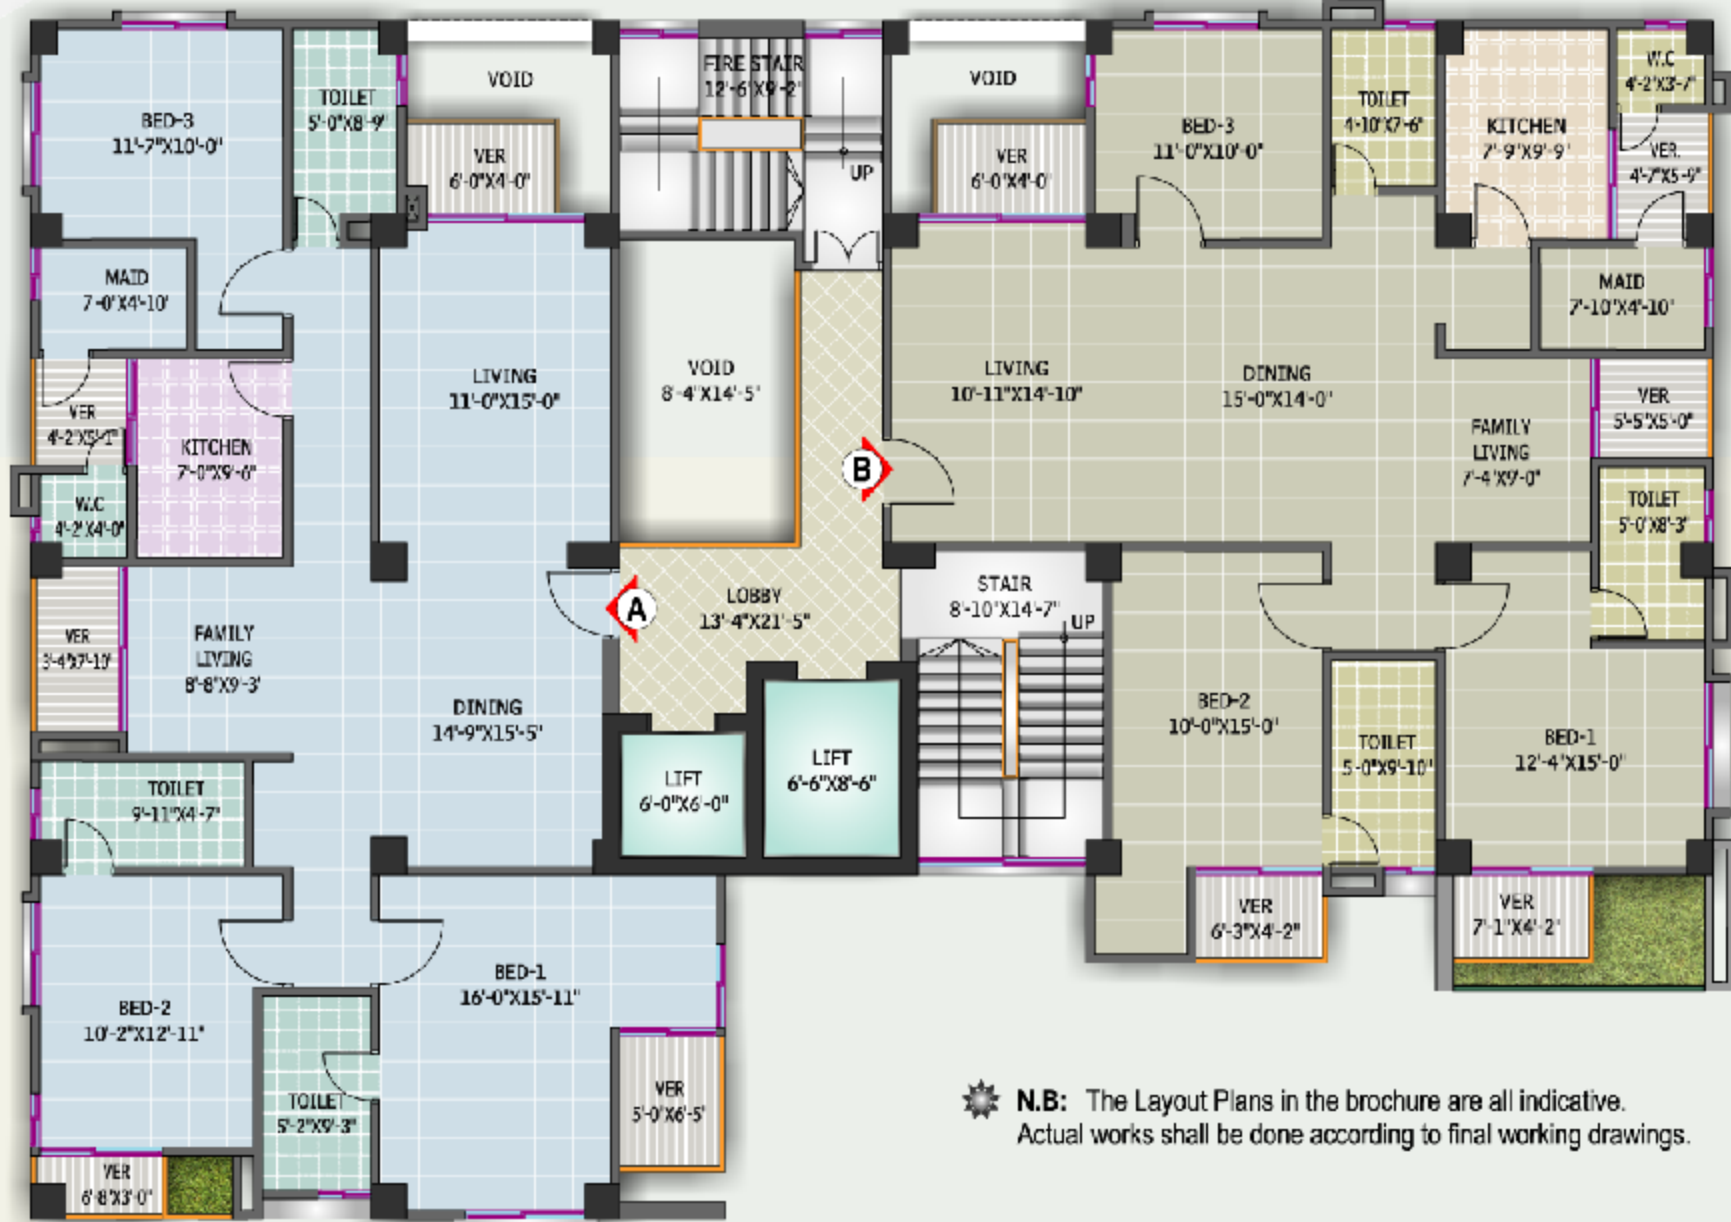 BED-3
11'-7"X10'-0"
TOILET
5'-0"X8'-9"
VOID
VER
6'-0"X4'-0"
FIRE STAIR
12'-6"X9'-2"
UP
VOID
VER
6'-0"X4'-0"
BED-3
11'-0"X10'-0"
TOILET
4'-10"X7'-6"
KITCHEN
7'-9"X9'-9"
W.C
4'-2"X3'-7"
VER.
4'-7"X5'-9"
MAID
7'-0"X4'-10"
MAID
7'-10"X4'-10"
LIVING
11'-0"X15'-0"
VOID
8'-4"X14'-5"
LIVING
10'-11"X14'-10"
DINING
15'-0"X14'-0"
VER
4'-2"X5'-1"
KITCHEN
7'-0"X9'-6"
FAMILY
LIVING
7'-4"X9'-0"
VER
5'-5"X5'-0"
B
W.C
4'-2"X4'-0"
TOILET
5'-0"X8'-3"
A
LOBBY
13'-4"X21'-5"
STAIR
8'-10"X14'-7"
UP
VER
3'-4"X7'-10"
FAMILY
LIVING
8'-8"X9'-3"
DINING
14'-9"X15'-5"
BED-2
10'-0"X15'-0"
TOILET
5'-0"X9'-10"
BED-1
12'-4"X15'-0"
TOILET
9'-11"X4'-7"
LIFT
6'-0"X6'-0"
LIFT
6'-6"X8'-6"
VER
6'-3"X4'-2"
VER
7'-1"X4'-2"
BED-2
10'-2"X12'-11"
BED-1
16'-0"X15'-11"
TOILET
5'-2"X9'-3"
VER
5'-0"X6'-5"
VER
6'-8"X3'-0"
N.B: The Layout Plans in the brochure are all indicative.
Actual works shall be done according to final working drawings.